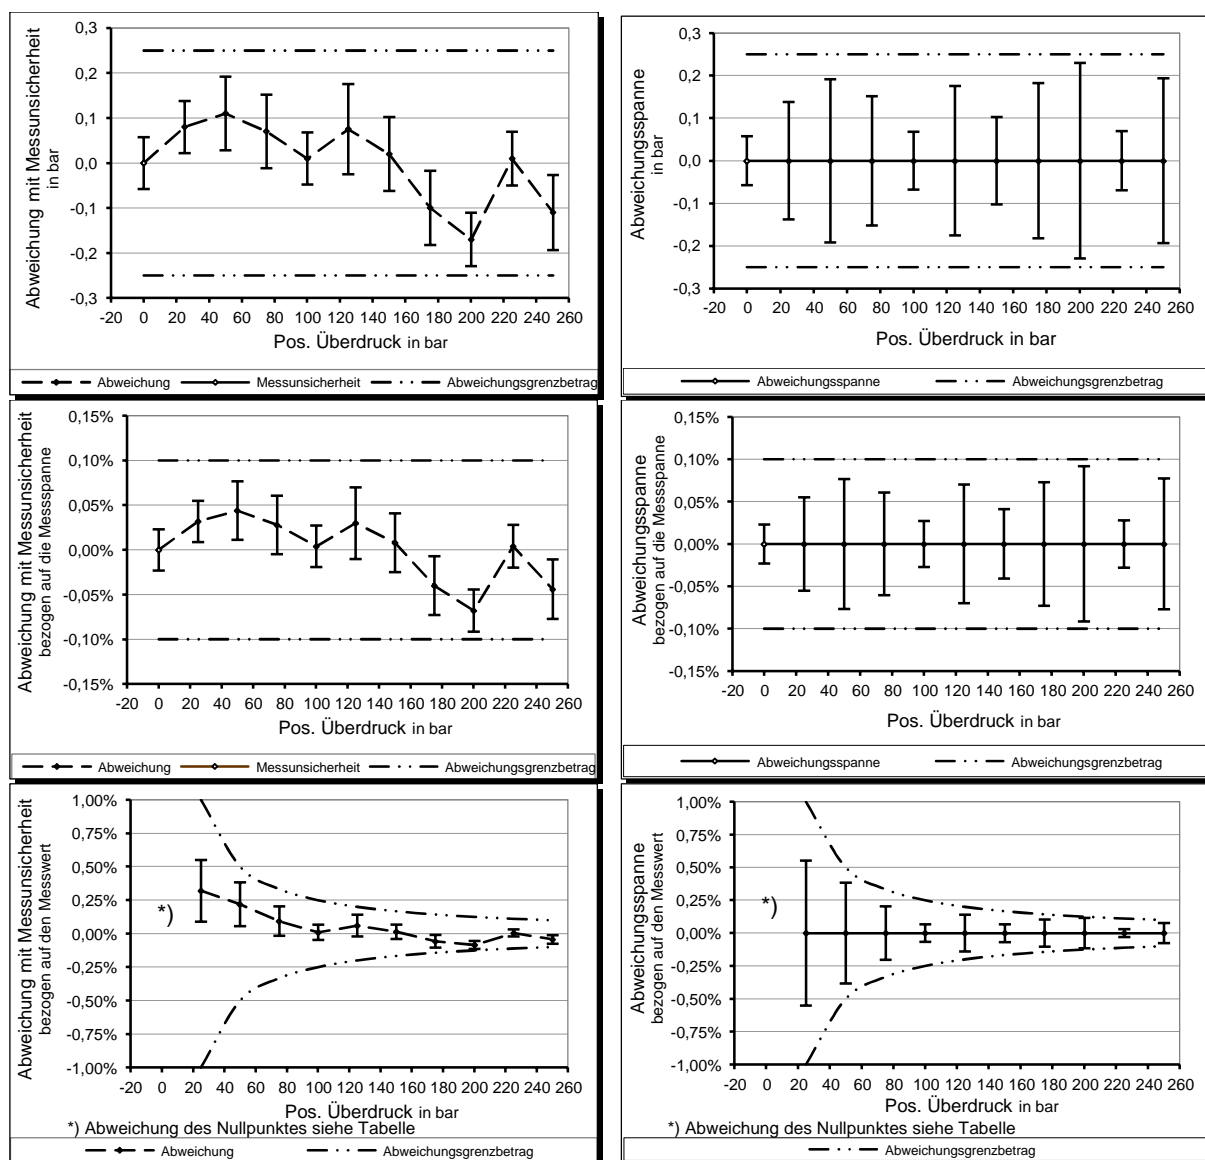 Abweichung mit Messunsicherheit
in bar
0,3
0,2
0,1
0,0
-0,1
-0,2
-0,3
-20 0 20 40 60 80 100 120 140 160 180 200 220 240 260
Pos. Überdruck in bar
Abweichung Messunsicherheit Abweichungsgrenzbetrag
Abweichungsspanne
in bar
0,3
0,2
0,1
0,0
-0,1
-0,2
-0,3
-20 0 20 40 60 80 100 120 140 160 180 200 220 240 260
Pos. Überdruck in bar
Abweichungsspanne Abweichungsgrenzbetrag
Abweichung mit Messunsicherheit
bezogen auf die Messspanne
0,15%
0,10%
0,05%
0,00%
-0,05%
-0,10%
-0,15%
-20 0 20 40 60 80 100 120 140 160 180 200 220 240 260
Pos. Überdruck in bar
Abweichung Messunsicherheit Abweichungsgrenzbetrag
Abweichungsspanne
bezogen auf die Messspanne
0,15%
0,10%
0,05%
0,00%
-0,05%
-0,10%
-0,15%
-20 0 20 40 60 80 100 120 140 160 180 200 220 240 260
Pos. Überdruck in bar
Abweichungsspanne Abweichungsgrenzbetrag
Abweichung mit Messunsicherheit
bezogen auf den Messwert
1,00%
0,75%
0,50%
0,25%
0,00%
-0,25%
-0,50%
-0,75%
-1,00%
*)
-20 0 20 40 60 80 100 120 140 160 180 200 220 240 260
Pos. Überdruck in bar
*) Abweichung des Nullpunktes siehe Tabelle
Abweichung Abweichungsgrenzbetrag
Abweichungsspanne
bezogen auf den Messwert
1,00%
0,75%
0,50%
0,25%
0,00%
-0,25%
-0,50%
-0,75%
-1,00%
*)
-20 0 20 40 60 80 100 120 140 160 180 200 220 240 260
Pos. Überdruck in bar
*) Abweichung des Nullpunktes siehe Tabelle
Abweichungsgrenzbetrag